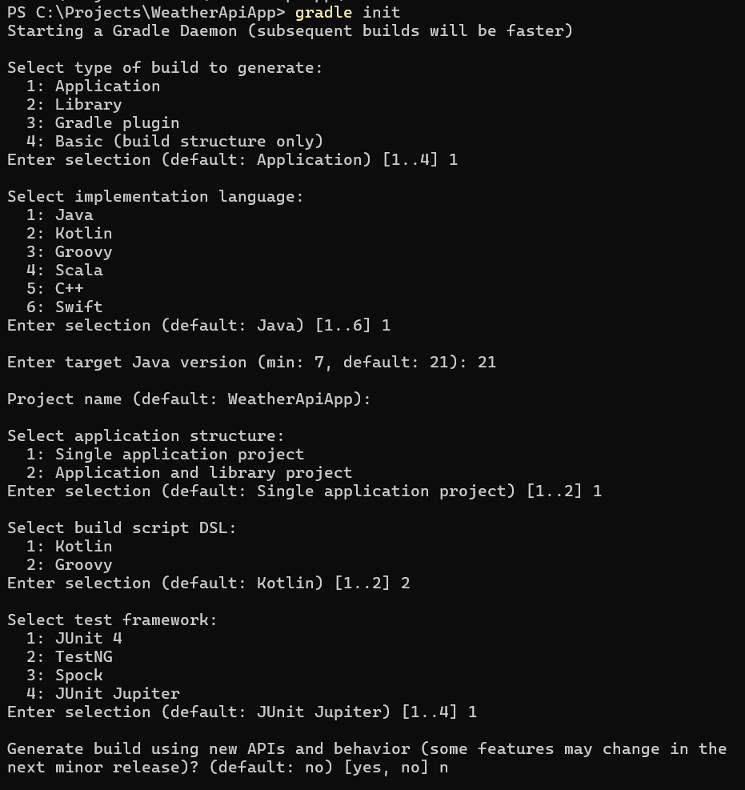 PS C:\Projects\WeatherApiApp> gradle init
Starting a Gradle Daemon (subsequent builds will be faster)
Select type of build to generate:
1: Application
2: Library
3: Gradle plugin
4: Basic (build structure only)
Enter selection (default: Application) [1..4] 1
Select implementation language:
1: Java
2: Kotlin
3: Groovy
4: Scala
5: C++
6: Swift
Enter selection (default: Java) [1..6] 1
Enter target Java version (min: 7, default: 21): 21
Project name (default: WeatherApiApp):
Select application structure:
1: Single application project
2: Application and library project
Enter selection (default: Single application project) [1..2] 1
Select build script DSL:
1: Kotlin
2: Groovy
Enter selection (default: Kotlin) [1..2] 2
Select test framework:
1: JUnit 4
2: TestNG
3: Spock
4: JUnit Jupiter
Enter selection (default: JUnit Jupiter) [1..4] 1
Generate build using new APIs and behavior (some features may change in the
next minor release)? (default: no) [yes, no] n